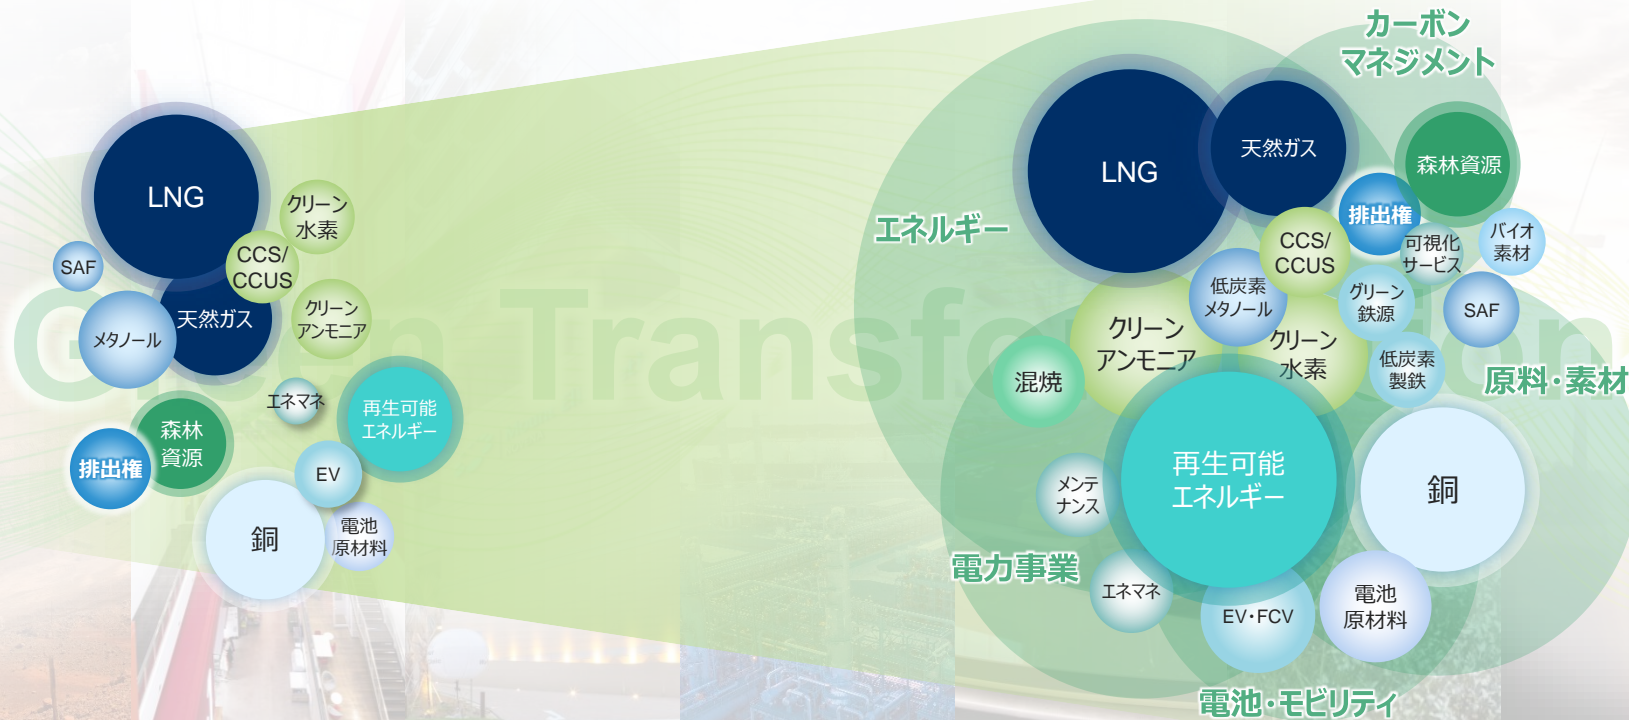 Green Transformation
LNG
クリーン
水素
CCS/
CCUS
SAF
天然ガス
クリーン
アンモニア
メタノール
エネマネ
再生可能
エネルギー
森林
資源
排出権
EV
銅
電池
原材料
カーボン
マネジメント
エネルギー
LNG
天然ガス
森林資源
排出権
可視化
サービス
バイオ
素材
CCS/
CCUS
低炭素
メタノール
グリーン
鉄源
SAF
クリーン
アンモニア
クリーン
水素
低炭素
製鉄
原料・素材
混焼
再生可能
エネルギー
銅
メンテ
ナンス
電力事業
エネマネ
EV・FCV
電池
原材料
電池・モビリティ